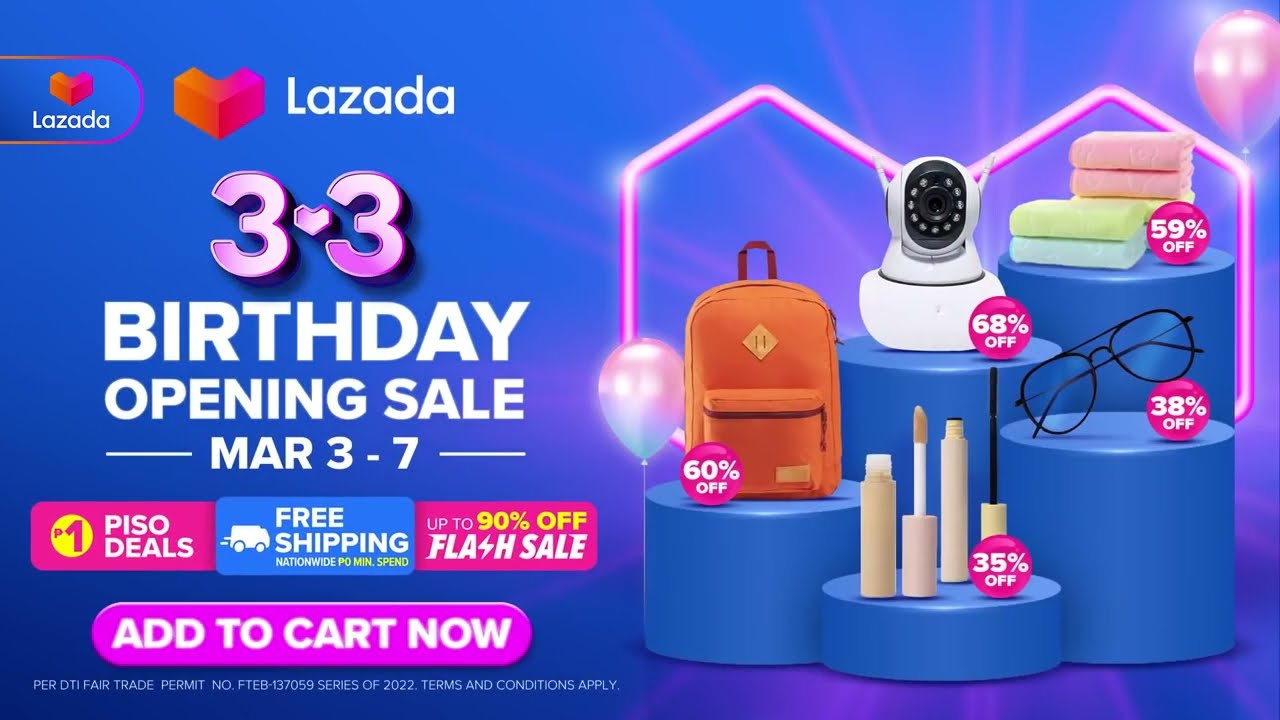 Lazada
Lazada
3.3
BIRTHDAY
OPENING SALE
MAR 3 - 7
₱1 PISO DEALS
FREE SHIPPING
NATIONWIDE ₱0 MIN. SPEND
UP TO 90% OFF
FLASH SALE
ADD TO CART NOW
PER DTI FAIR TRADE PERMIT NO. FTEB-137059 SERIES OF 2022. TERMS AND CONDITIONS APPLY.
59%
OFF
68%
OFF
38%
OFF
60%
OFF
35%
OFF